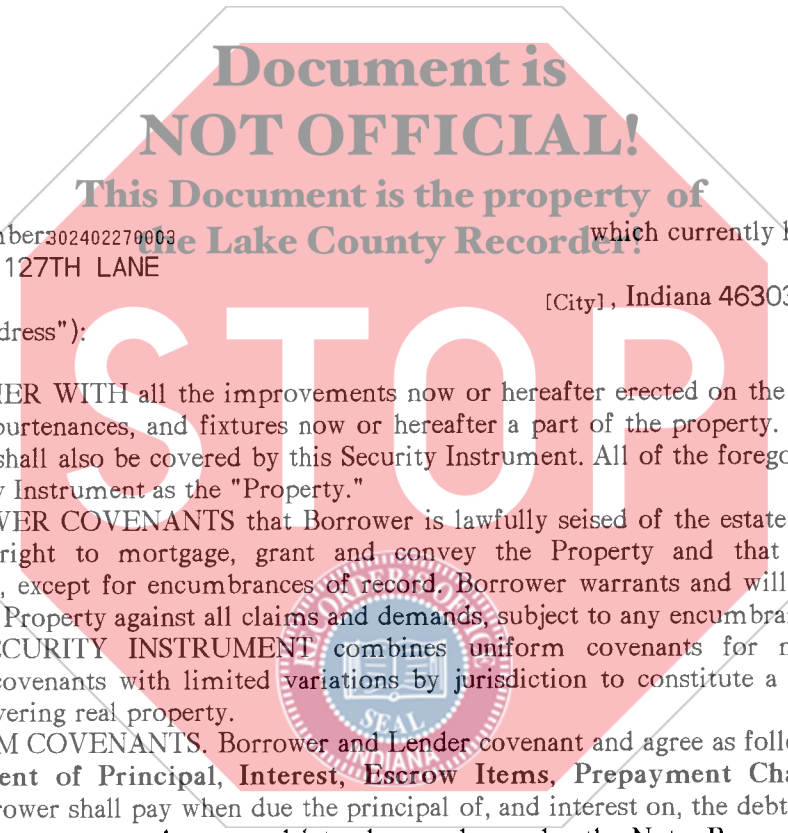 Document is
NOT OFFICIAL!
This Document is the property of
the Lake County Recorder!
STOP
ber302402270003 which currently
127TH LANE
[City], Indiana 46303
dress"):
ER WITH all the improvements now or hereafter erected on the
purtenances, and fixtures now or hereafter a part of the property.
shall also be covered by this Security Instrument. All of the forego
y Instrument as the "Property."
VER COVENANTS that Borrower is lawfully seised of the estate
right to mortgage, grant and convey the Property and that
, except for encumbrances of record. Borrower warrants and will
Property against all claims and demands, subject to any encumbra
CURITY INSTRUMENT combines uniform covenants for
covenants with limited variations by jurisdiction to constitute a
vering real property.
SEAL
INDIANA
M COVENANTS. Borrower and Lender covenant and agree as follo
ent of Principal, Interest, Escrow Items, Prepayment Cha
rower shall pay when due the principal of, and interest on, the debt